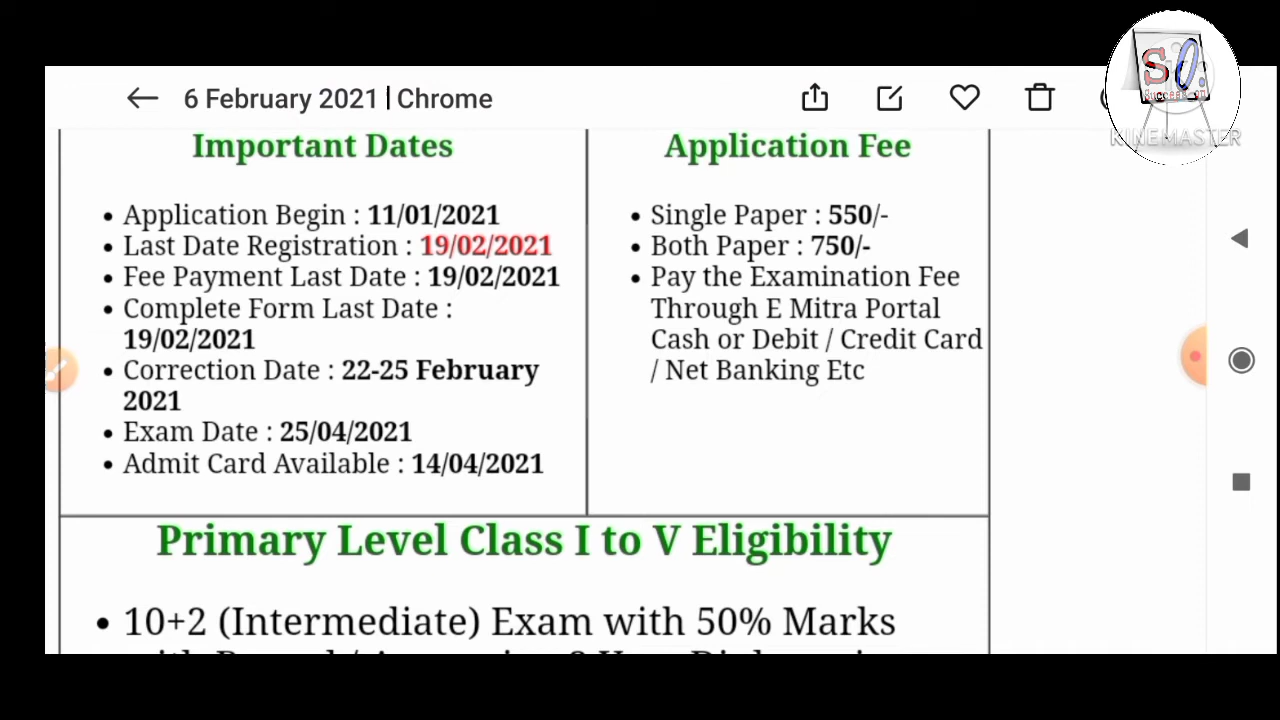 6 February 2021 | Chrome
SO.
Success on
KINEMASTER
Important Dates
Application Begin : 11/01/2021
Last Date Registration : 19/02/2021
Fee Payment Last Date : 19/02/2021
Complete Form Last Date :
19/02/2021
Correction Date : 22-25 February
2021
Exam Date : 25/04/2021
Admit Card Available : 14/04/2021
Application Fee
Single Paper : 550/-
Both Paper : 750/-
Pay the Examination Fee
Through E Mitra Portal
Cash or Debit / Credit Card
/ Net Banking Etc
Primary Level Class I to V Eligibility
10+2 (Intermediate) Exam with 50% Marks